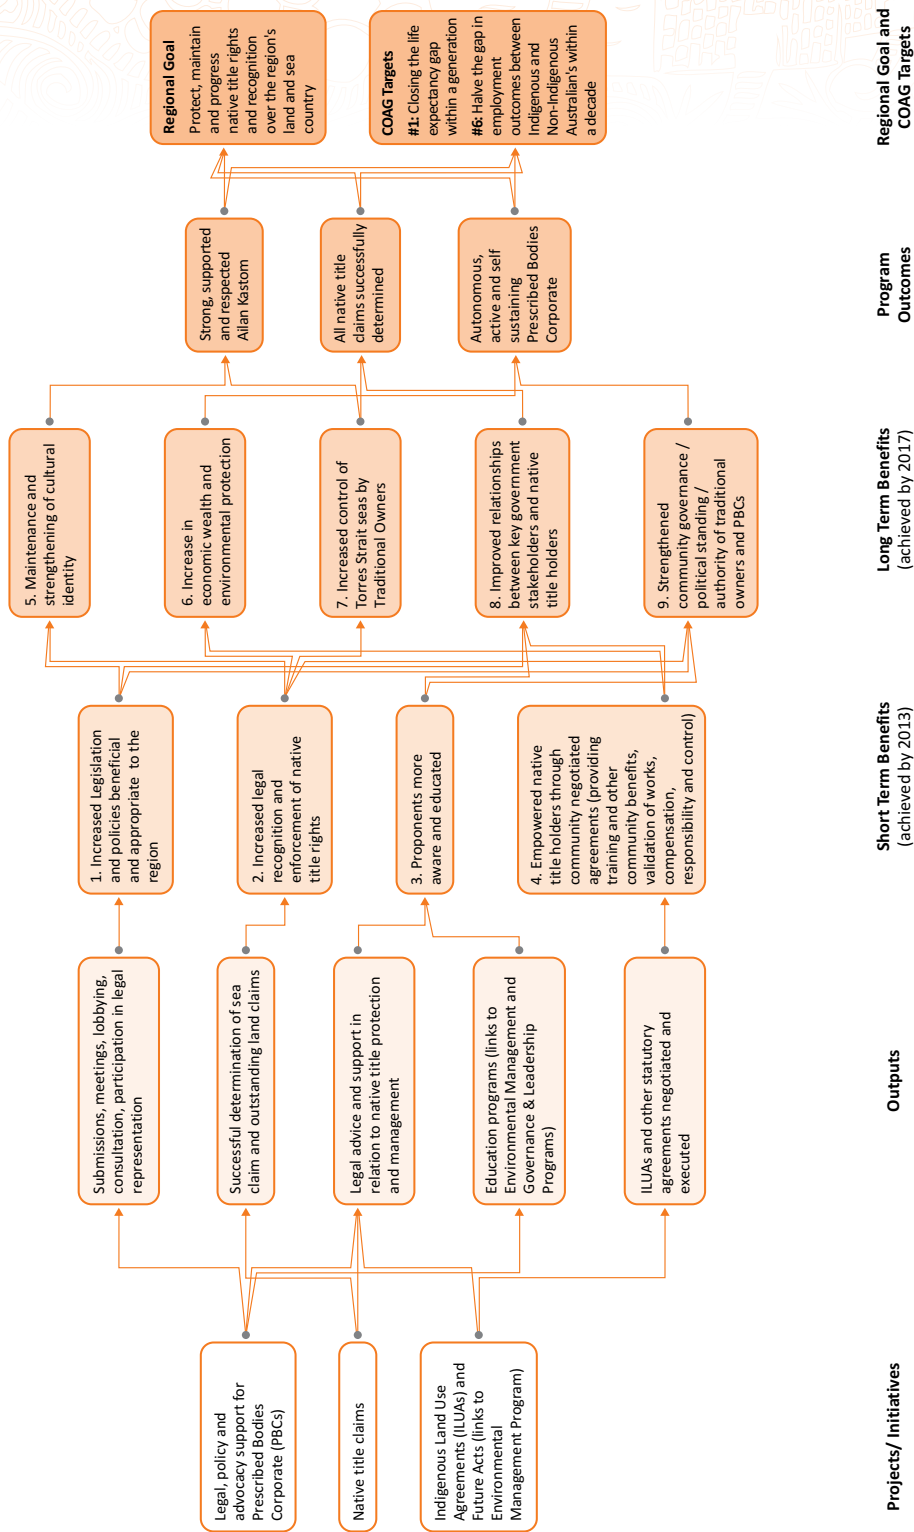 Legal, policy and
advocacy support for
Prescribed Bodies
Corporate (PBCs)
Native title claims
Indigenous Land Use
Agreements (ILUAs) and
Future Acts (links to
Environmental
Management Program)
Projects/ Initiatives
Submissions, meetings, lobbying,
consultation, participation in legal
representation
Successful determination of sea
claim and outstanding land claims
Legal advice and support in
relation to native title protection
and management
Education programs (links to
Environmental Management and
Governance & Leadership
Programs)
ILUAs and other statutory
agreements negotiated and
executed
Outputs
1. Increased Legislation
and policies beneficial
and appropriate to the
region
2. Increased legal
recognition and
enforcement of native
title rights
3. Proponents more
aware and educated
4. Empowered native
title holders through
community negotiated
agreements (providing
training and other
community benefits,
validation of works,
compensation,
responsibility and control)
Short Term Benefits
(achieved by 2013)
5. Maintenance and
strengthening of cultural
identity
6. Increase in
economic wealth and
environmental protection
7. Increased control of
Torres Strait seas by
Traditional Owners
8. Improved relationships
between key government
stakeholders and native
title holders
9. Strengthened
community governance /
political standing /
authority of traditional
owners and PBCs
Long Term Benefits
(achieved by 2017)
Strong, supported
and respected
Ailan Kastom
All native title
claims successfully
determined
Autonomous,
active and self
sustaining
Prescribed Bodies
Corporate
Program
Outcomes
Regional Goal
Protect, maintain
and progress
native title rights
and recognition
over the region's
land and sea
country
COAG Targets
#1: Closing the life
expectancy gap
within a generation
#6: Halve the gap in
employment
outcomes between
Indigenous and
Non-Indigenous
Australian's within
a decade
Regional Goal and
COAG Targets